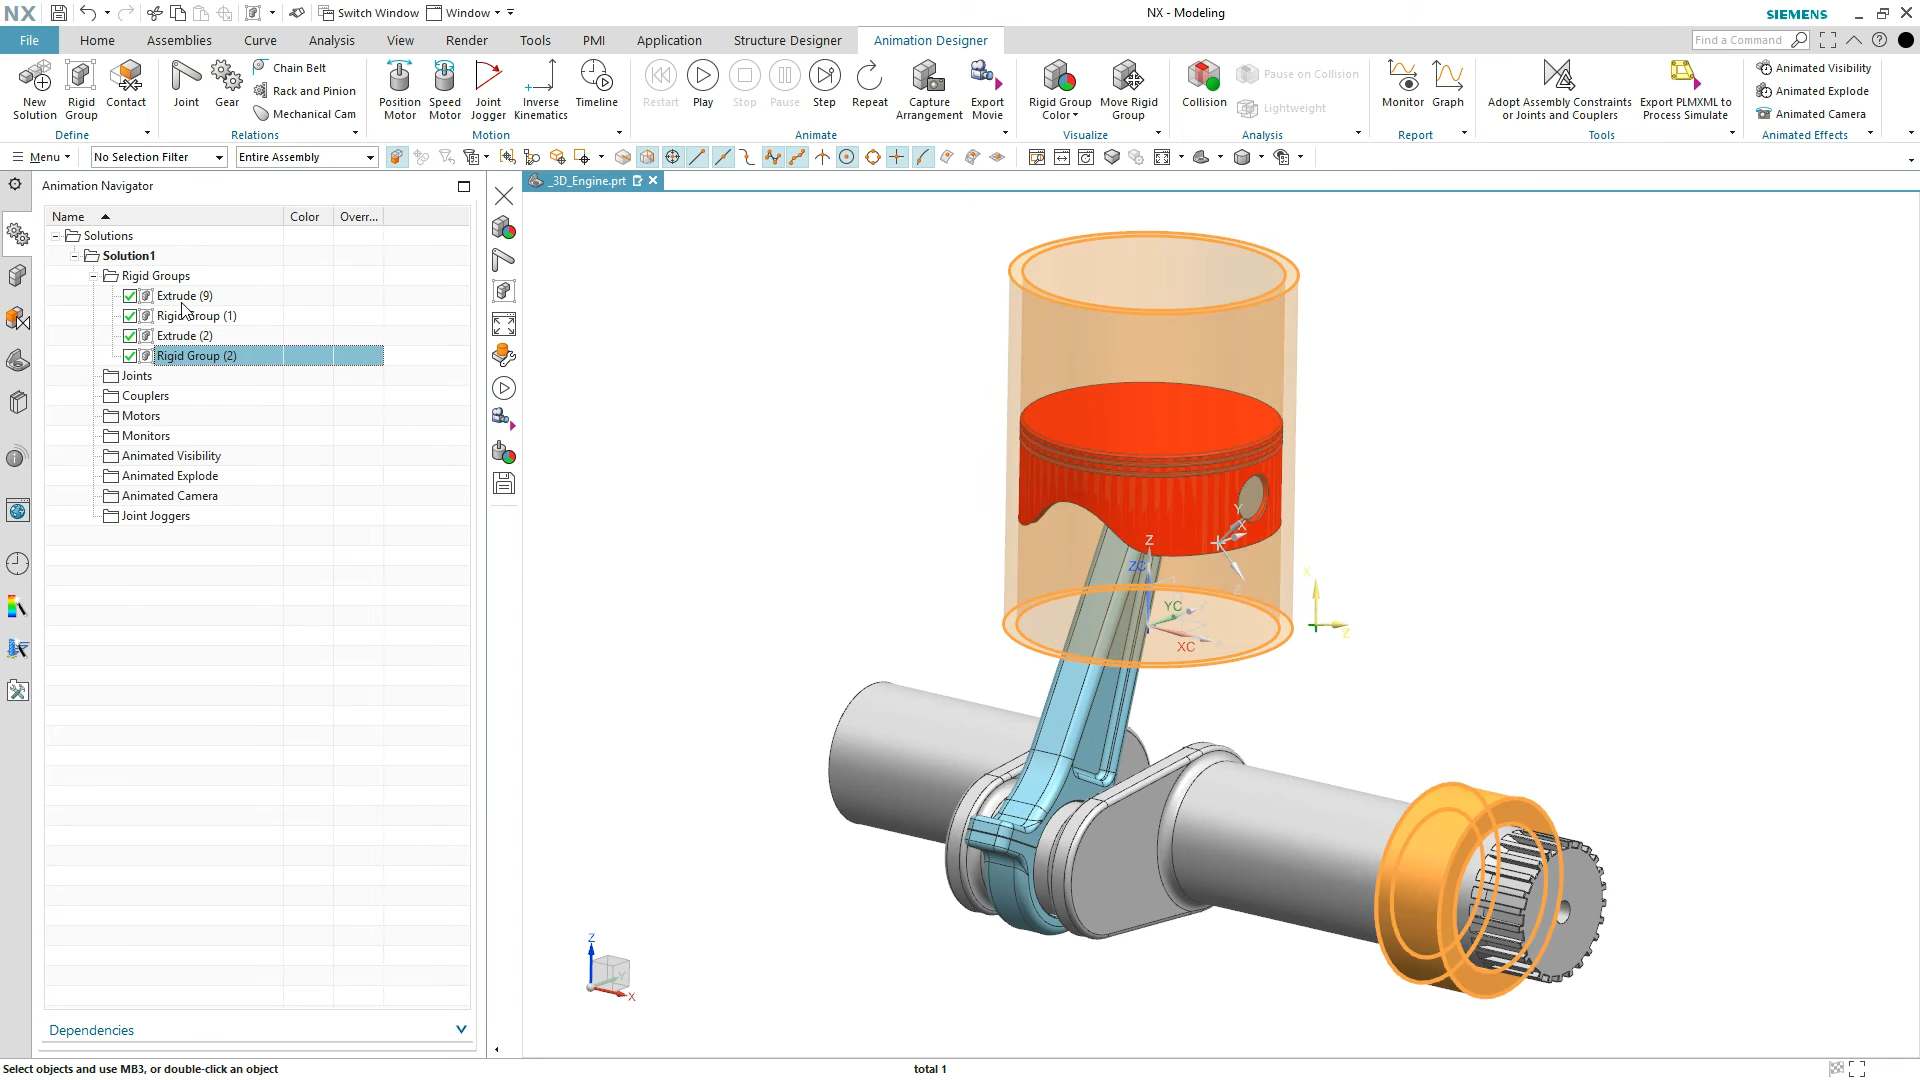 NX
Switch Window
Window
NX - Modeling
SIEMENS
File
Home
Assemblies
Curve
Analysis
View
Render
Tools
PMI
Application
Structure Designer
Animation Designer
Find a Command
New Solution
Rigid Group
Contact
Joint
Gear
Chain Belt
Rack and Pinion
Mechanical Cam
Position Motor
Speed Motor
Joint Jogger
Inverse Kinematics
Timeline
Restart
Play
Stop
Pause
Step
Repeat
Capture Arrangement
Export Movie
Rigid Group Color
Move Rigid Group
Collision
Pause on Collision
Lightweight
Monitor
Graph
Adopt Assembly Constraints or Joints and Couplers
Export PLMXML to Process Simulate
Animated Visibility
Animated Explode
Animated Camera
Define
Relations
Motion
Animate
Visualize
Analysis
Report
Tools
Animated Effects
Menu
No Selection Filter
Entire Assembly
Animation Navigator
_3D_Engine.prt
Name
Color
Overr...
Solutions
Solution1
Rigid Groups
Extrude (9)
Rigid Group (1)
Extrude (2)
Rigid Group (2)
Joints
Couplers
Motors
Monitors
Animated Visibility
Animated Explode
Animated Camera
Joint Joggers
Y
X
Z
Z
ZC
YC
XC
X
Z
Z
Y
X
Dependencies
Select objects and use MB3, or double-click an object
total 1